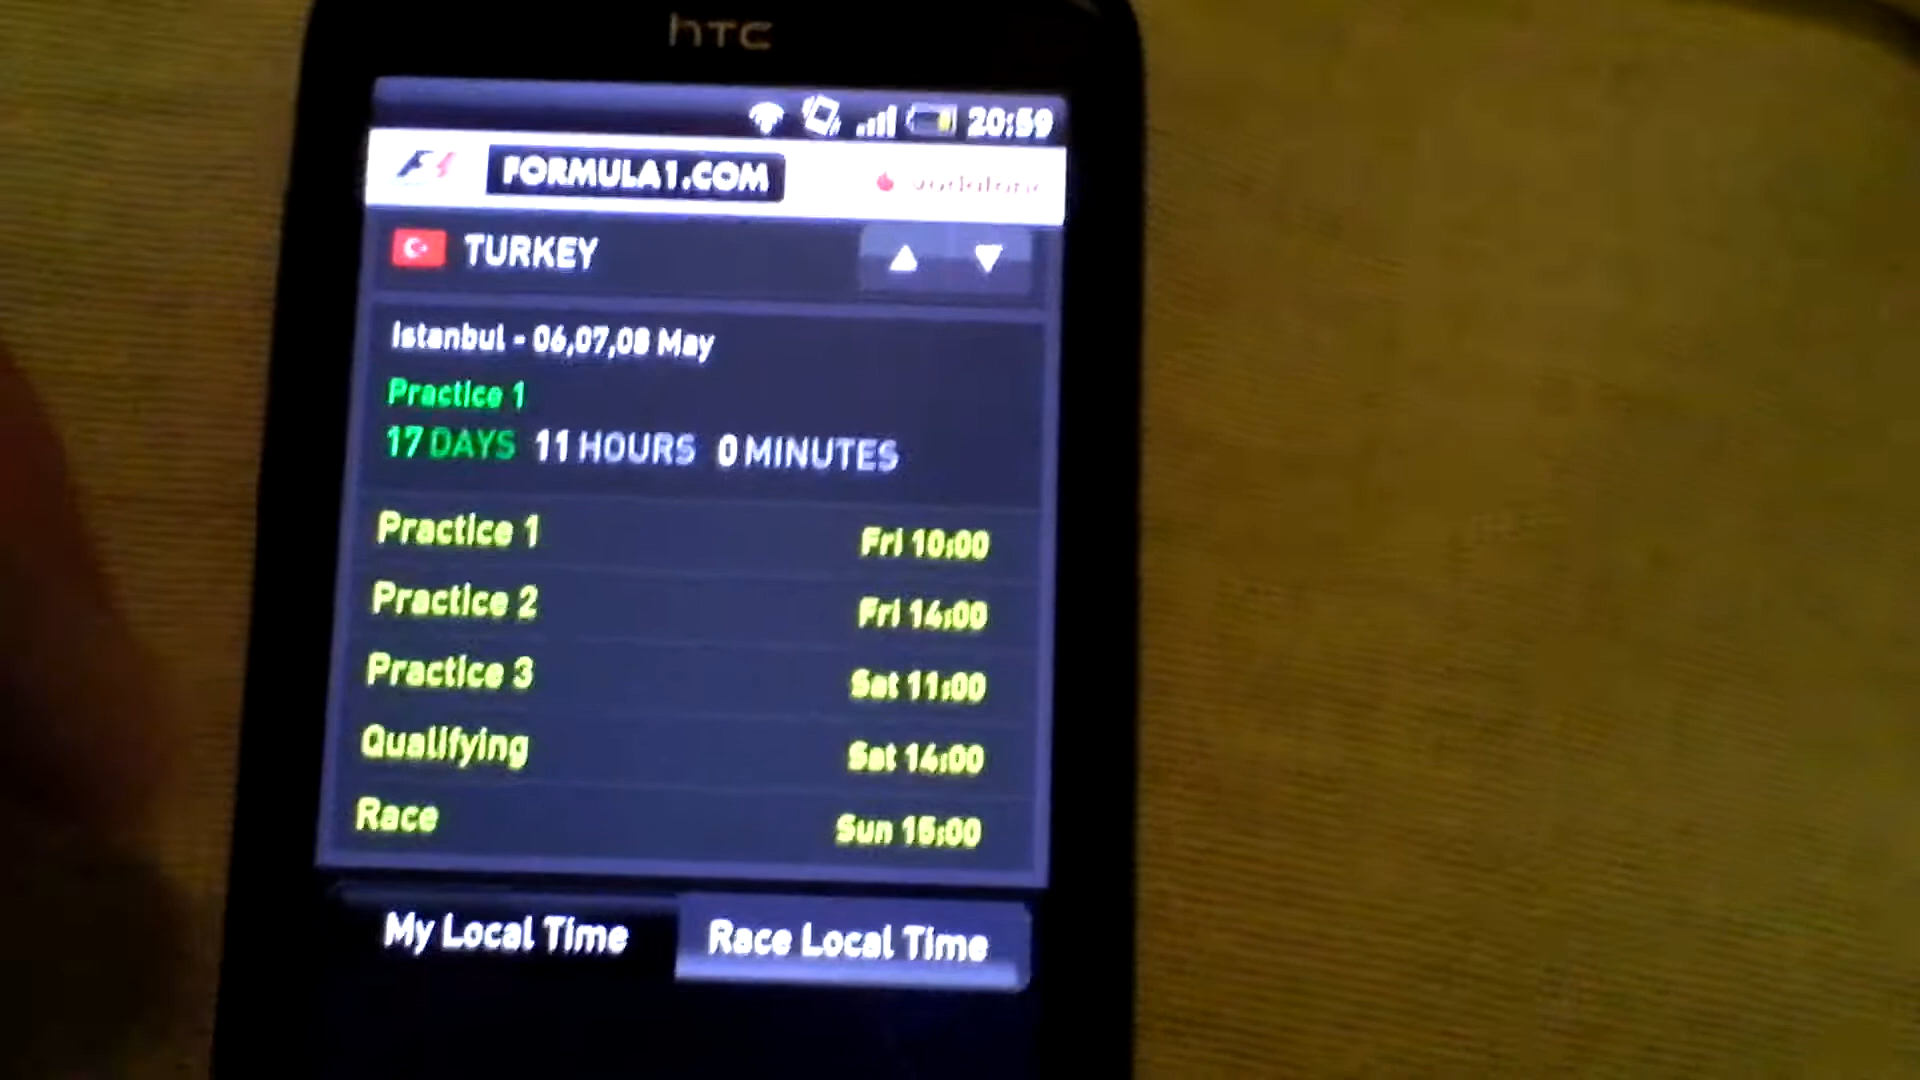 hTC
20:59
F1 FORMULA1.COM vodafone
TURKEY
Istanbul - 06,07,08 May
Practice 1
17 DAYS 11 HOURS 0 MINUTES
Practice 1 Fri 10:00
Practice 2 Fri 14:00
Practice 3 Sat 11:00
Qualifying Sat 14:00
Race Sun 15:00
My Local Time Race Local Time